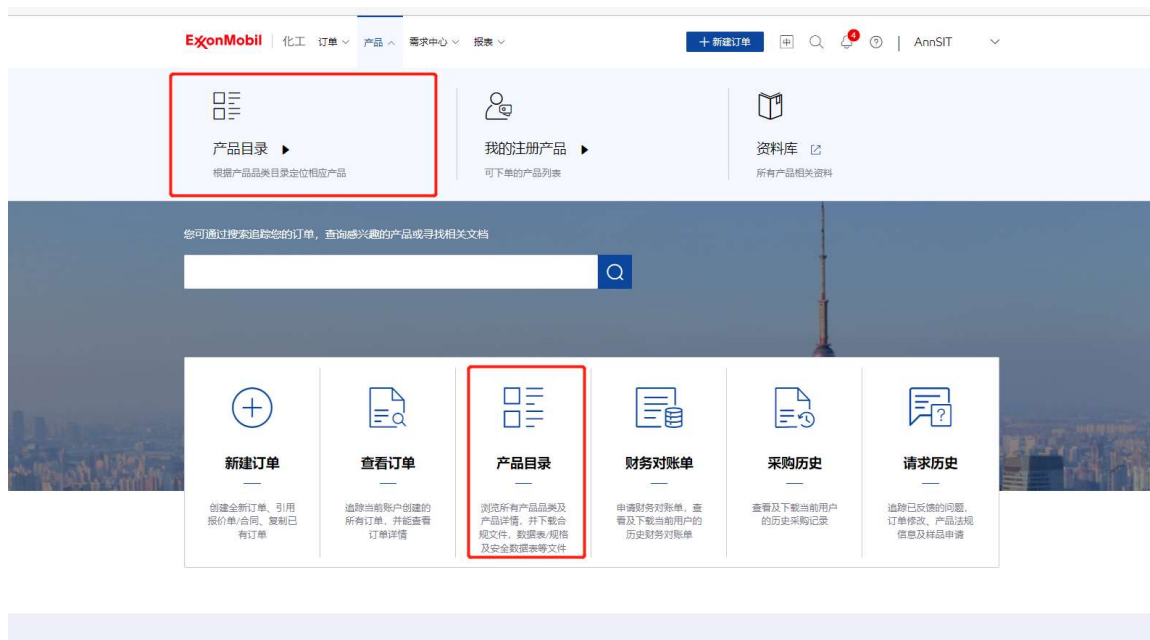 ExxonMobil 化工 订单 产品 需求中心 报表 新建订单 中 4 AnnSIT
产品目录 我的注册产品 资料库
根据产品品类目录定位相应产品 可下单的产品列表 所有产品相关资料
您可通过搜索追踪您的订单，查询感兴趣的产品或寻找相关文档
新建订单 查看订单 产品目录 财务对账单 采购历史 请求历史
创建全新订单、引用 追踪当前账户创建的 浏览所有产品品类及 申请财务对账单，查 查看及下载当前用户 追踪已反馈的问题，
报价单/合同、复制已 所有订单，并能查看 产品详情，并下载合 看及下载当前用户的 的历史采购记录 订单修改、产品法规
有订单 订单详情 规文件，数据表/规格 历史财务对账单 信息及样品申请
及安全数据表等文件